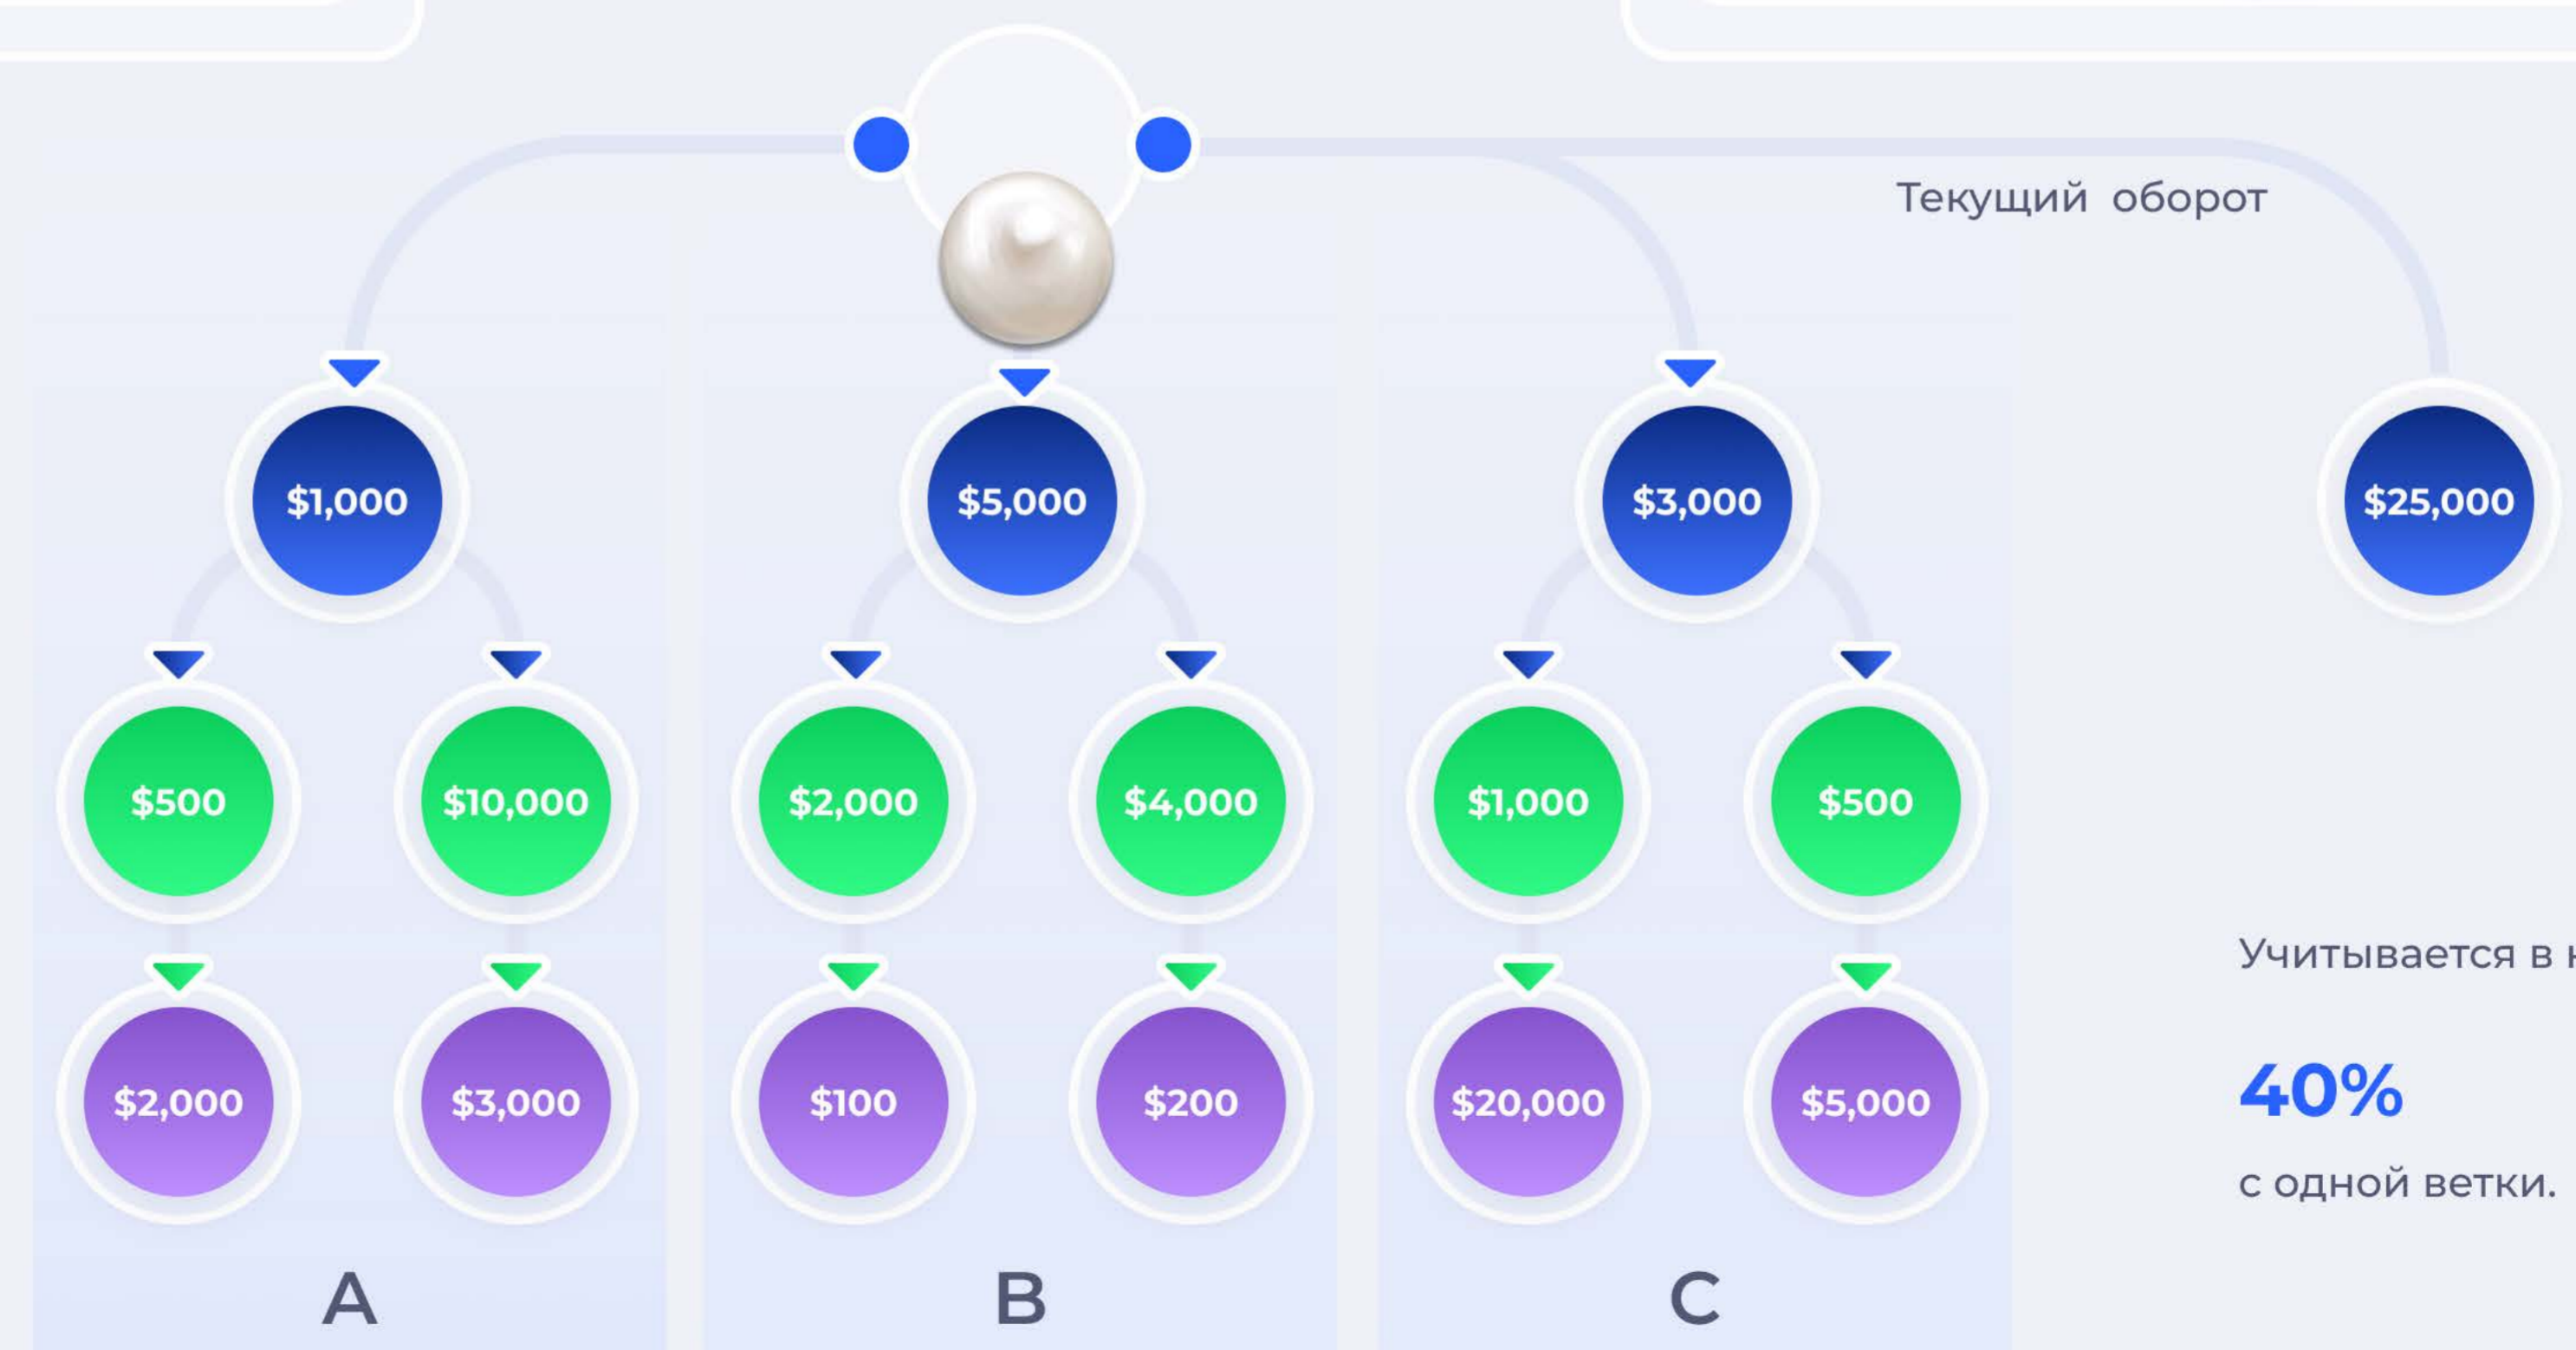 Текущий оборот
$1,000
$5,000
$3,000
$25,000
$500
$10,000
$2,000
$4,000
$1,000
$500
Учитывается в
$2,000
$3,000
$100
$200
$20,000
$5,000
40%
с одной ветки.
A
B
C